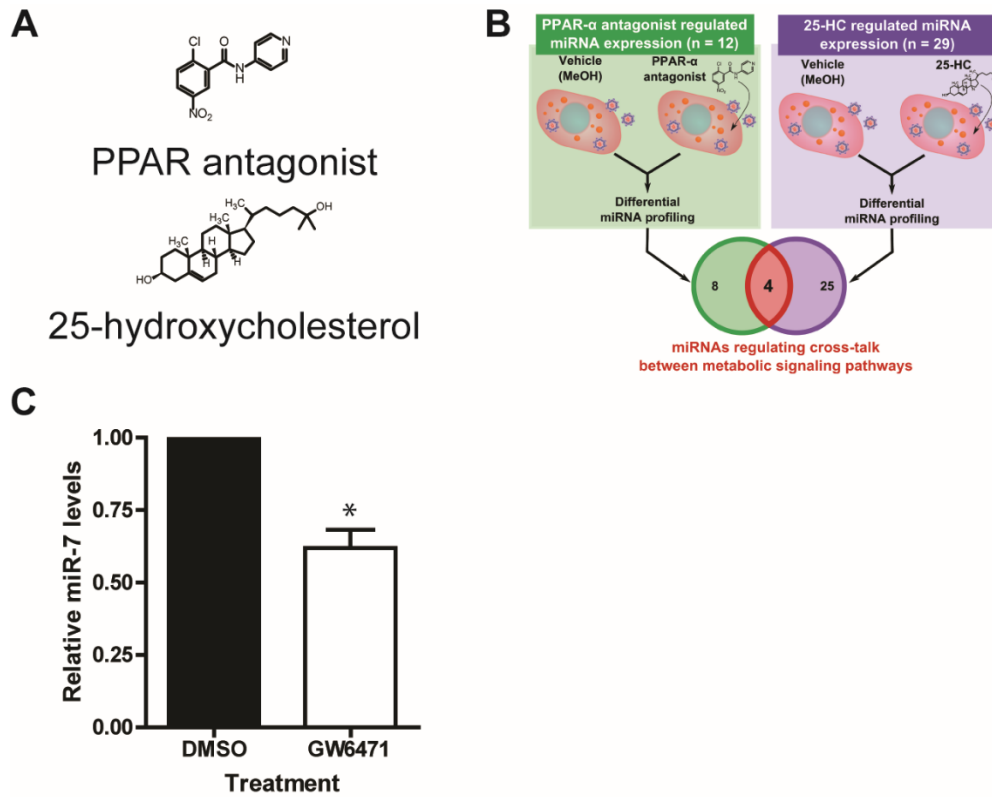 A
Cl
O
N
N
H
NO₂
PPAR antagonist
H₃C
OH
CH₃
CH₃
H
H
H
HO
25-hydroxycholesterol
B
PPAR-α antagonist regulated
miRNA expression (n = 12)
Vehicle
(MeOH)
PPAR-α
antagonist
Differential
miRNA profiling
25-HC regulated miRNA
expression (n = 29)
Vehicle
(MeOH)
25-HC
Differential
miRNA profiling
8
4
25
miRNAs regulating cross-talk
between metabolic signaling pathways
C
Relative miR-7 levels
1.00
0.75
0.50
0.25
0.00
*
DMSO
GW6471
Treatment